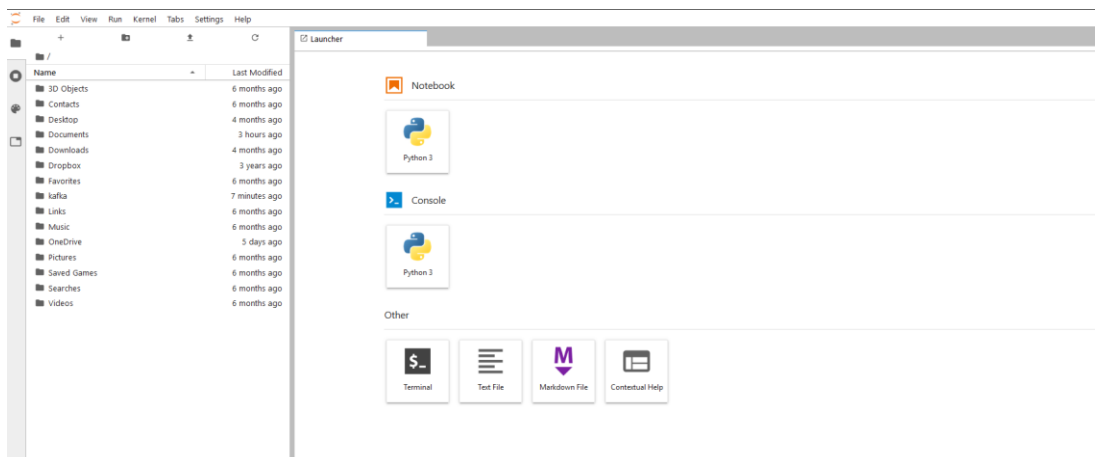 File Edit View Run Kernel Tabs Settings Help
Launcher
/
Name Last Modified
3D Objects 6 months ago
Contacts 6 months ago
Desktop 4 months ago
Documents 3 hours ago
Downloads 4 months ago
Dropbox 3 years ago
Favorites 6 months ago
kafka 7 minutes ago
Links 6 months ago
Music 6 months ago
OneDrive 5 days ago
Pictures 6 months ago
Saved Games 6 months ago
Searches 6 months ago
Videos 6 months ago
Notebook
Python 3
Console
Python 3
Other
$_
M
Terminal Text File Markdown File Contextual Help